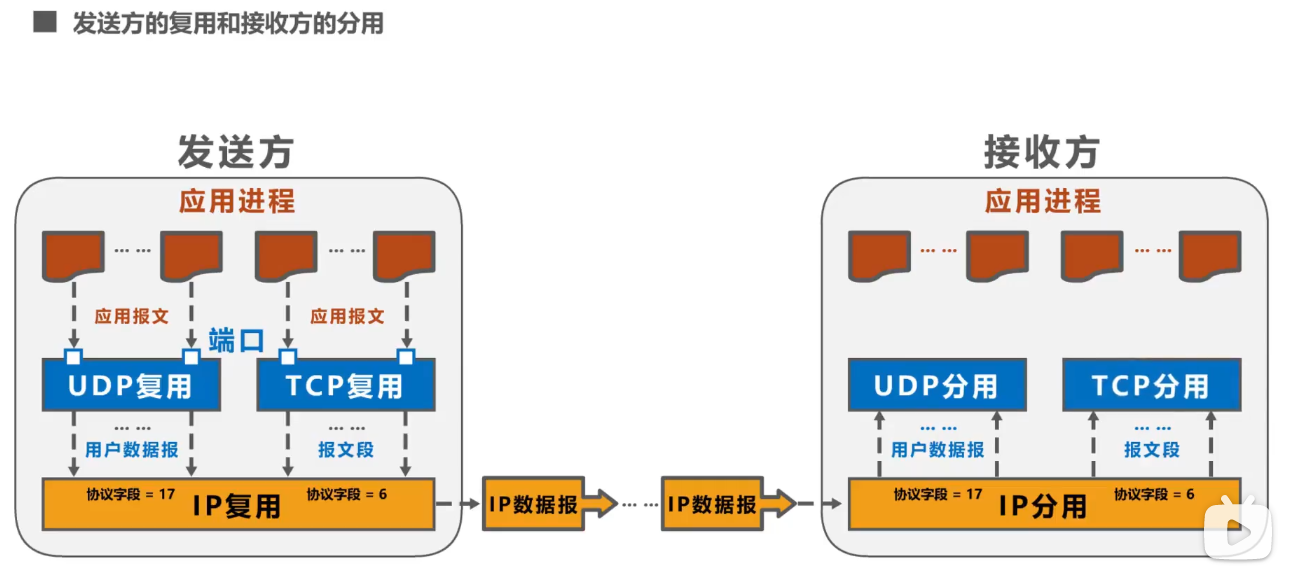 发送方的复用和接收方的分用
发送方
接收方
应用进程
应用进程
... ...
... ...
... ...
... ...
应用报文
应用报文
端口
UDP复用
TCP复用
UDP分用
TCP分用
... ...
... ...
... ...
... ...
用户数据报
报文段
用户数据报
报文段
协议字段 = 17
IP复用
协议字段 = 6
IP数据报
... ...
IP数据报
协议字段 = 17
IP分用
协议字段 = 6